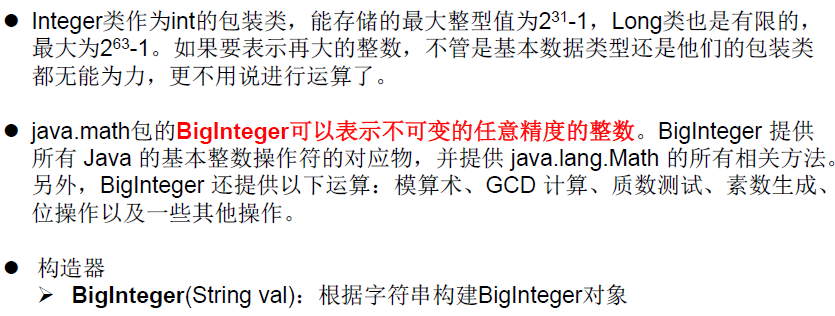 ● Integer类作为int的包装类，能存储的最大整型值为2³¹-1，Long类也是有限的，
最大为2⁶³-1。如果要表示再大的整数，不管是基本数据类型还是他们的包装类
都无能为力，更不用说进行运算了。
● java.math包的BigInteger可以表示不可变的任意精度的整数。BigInteger 提供
所有 Java 的基本整数操作符的对应物，并提供 java.lang.Math 的所有相关方法。
另外，BigInteger 还提供以下运算：模算术、GCD 计算、质数测试、素数生成、
位操作以及一些其他操作。
● 构造器
➢ BigInteger(String val)：根据字符串构建BigInteger对象